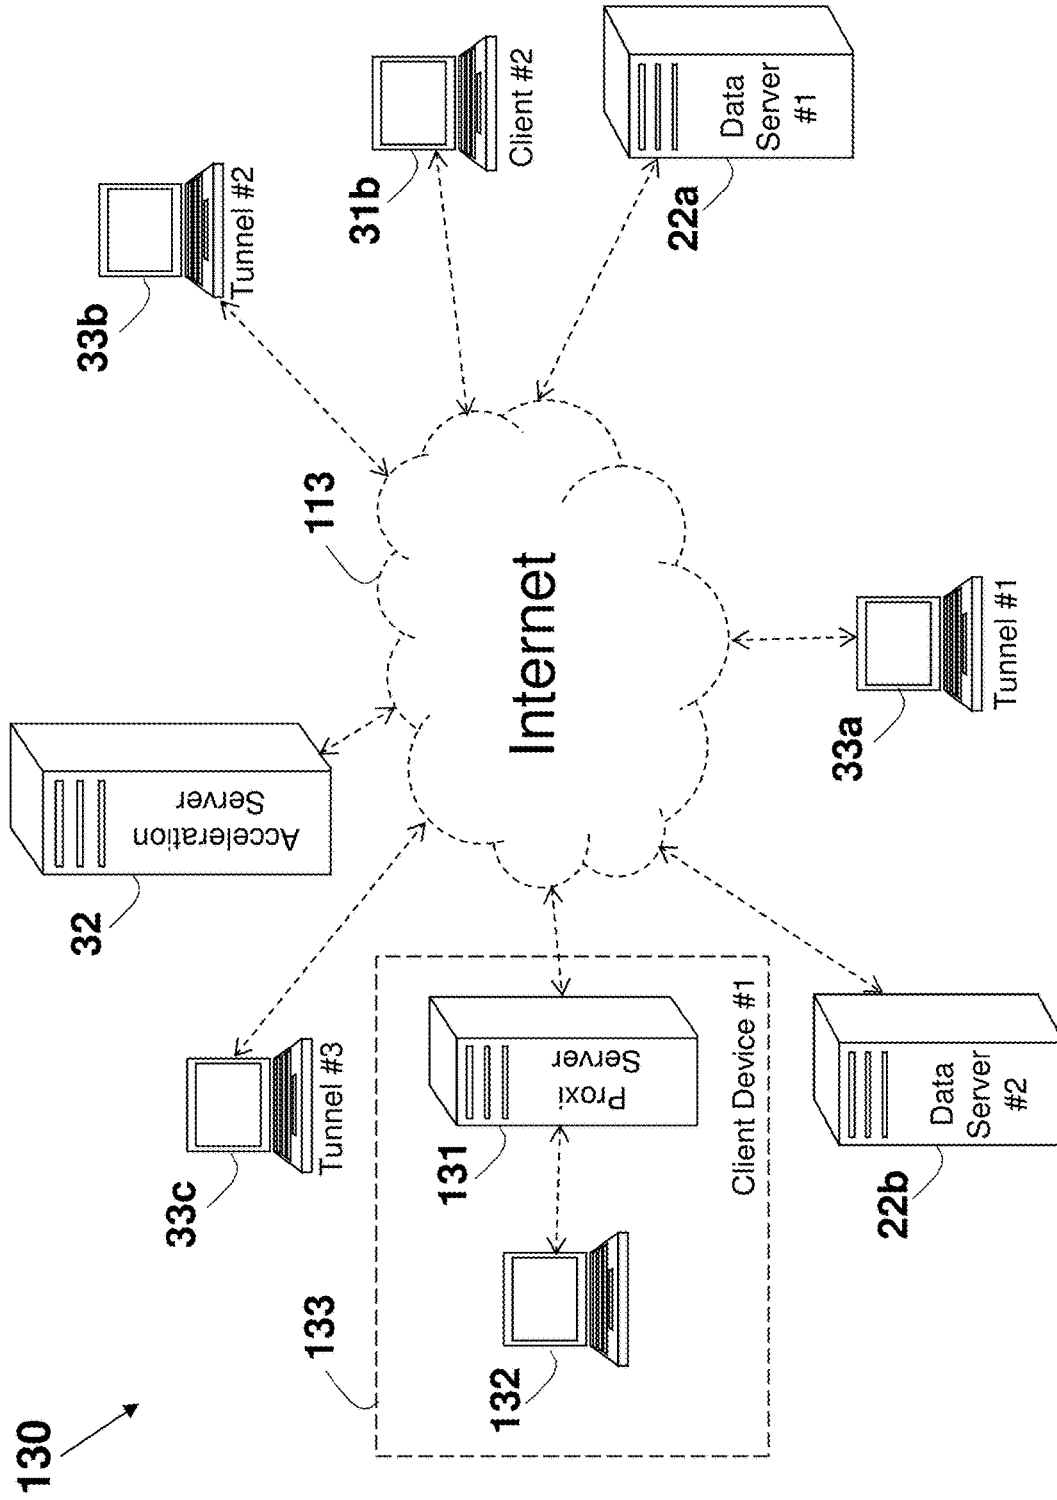 130
33c
Tunnel #3
32
Acceleration
Server
33b
Tunnel #2
113
Internet
31b
Client #2
22a
Data
Server
#1
33a
Tunnel #1
133
132
131
Proxi
Server
Client Device #1
22b
Data
Server
#2